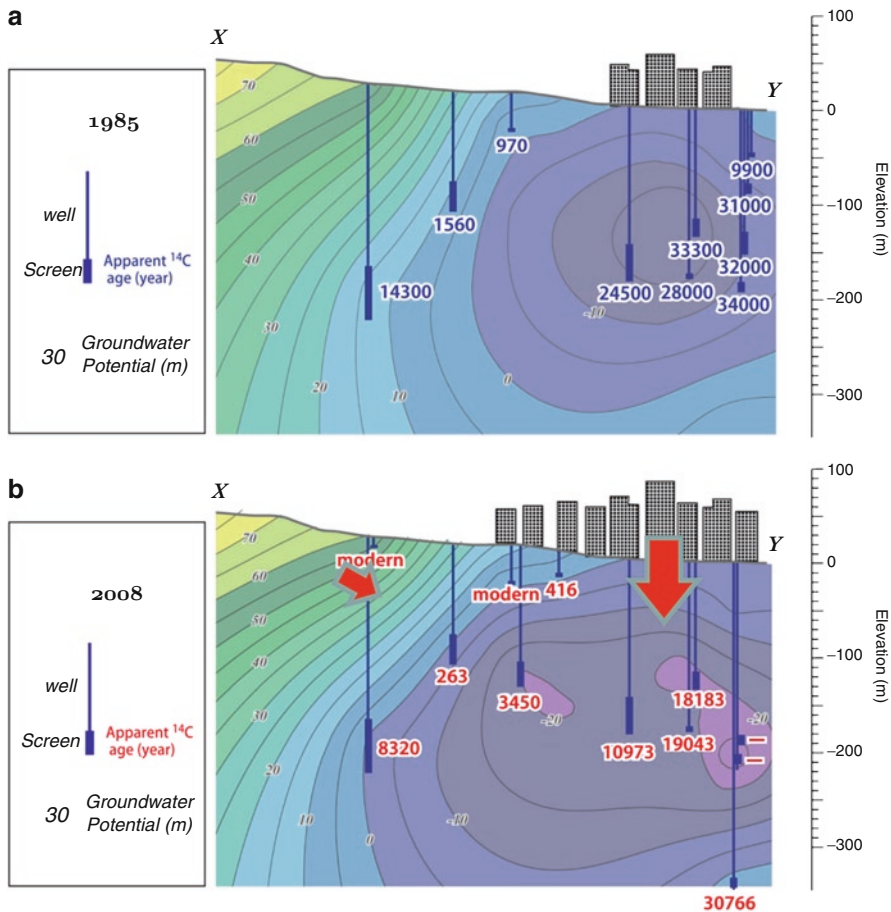 a
X
Y
1985
well
Screen
Apparent ¹⁴C
age (year)
30
Groundwater
Potential (m)
70
60
50
40
30
20
10
0
-10
14300
1560
970
24500
28000
33300
9900
31000
32000
34000
100
0
−100
−200
−300
Elevation (m)
b
X
Y
2008
well
Screen
Apparent ¹⁴C
age (year)
30
Groundwater
Potential (m)
70
60
50
40
30
20
10
0
-10
-20
-20
modern
8320
263
modern
416
3450
10973
18183
19043
–
–
30766
100
0
−100
−200
−300
Elevation (m)